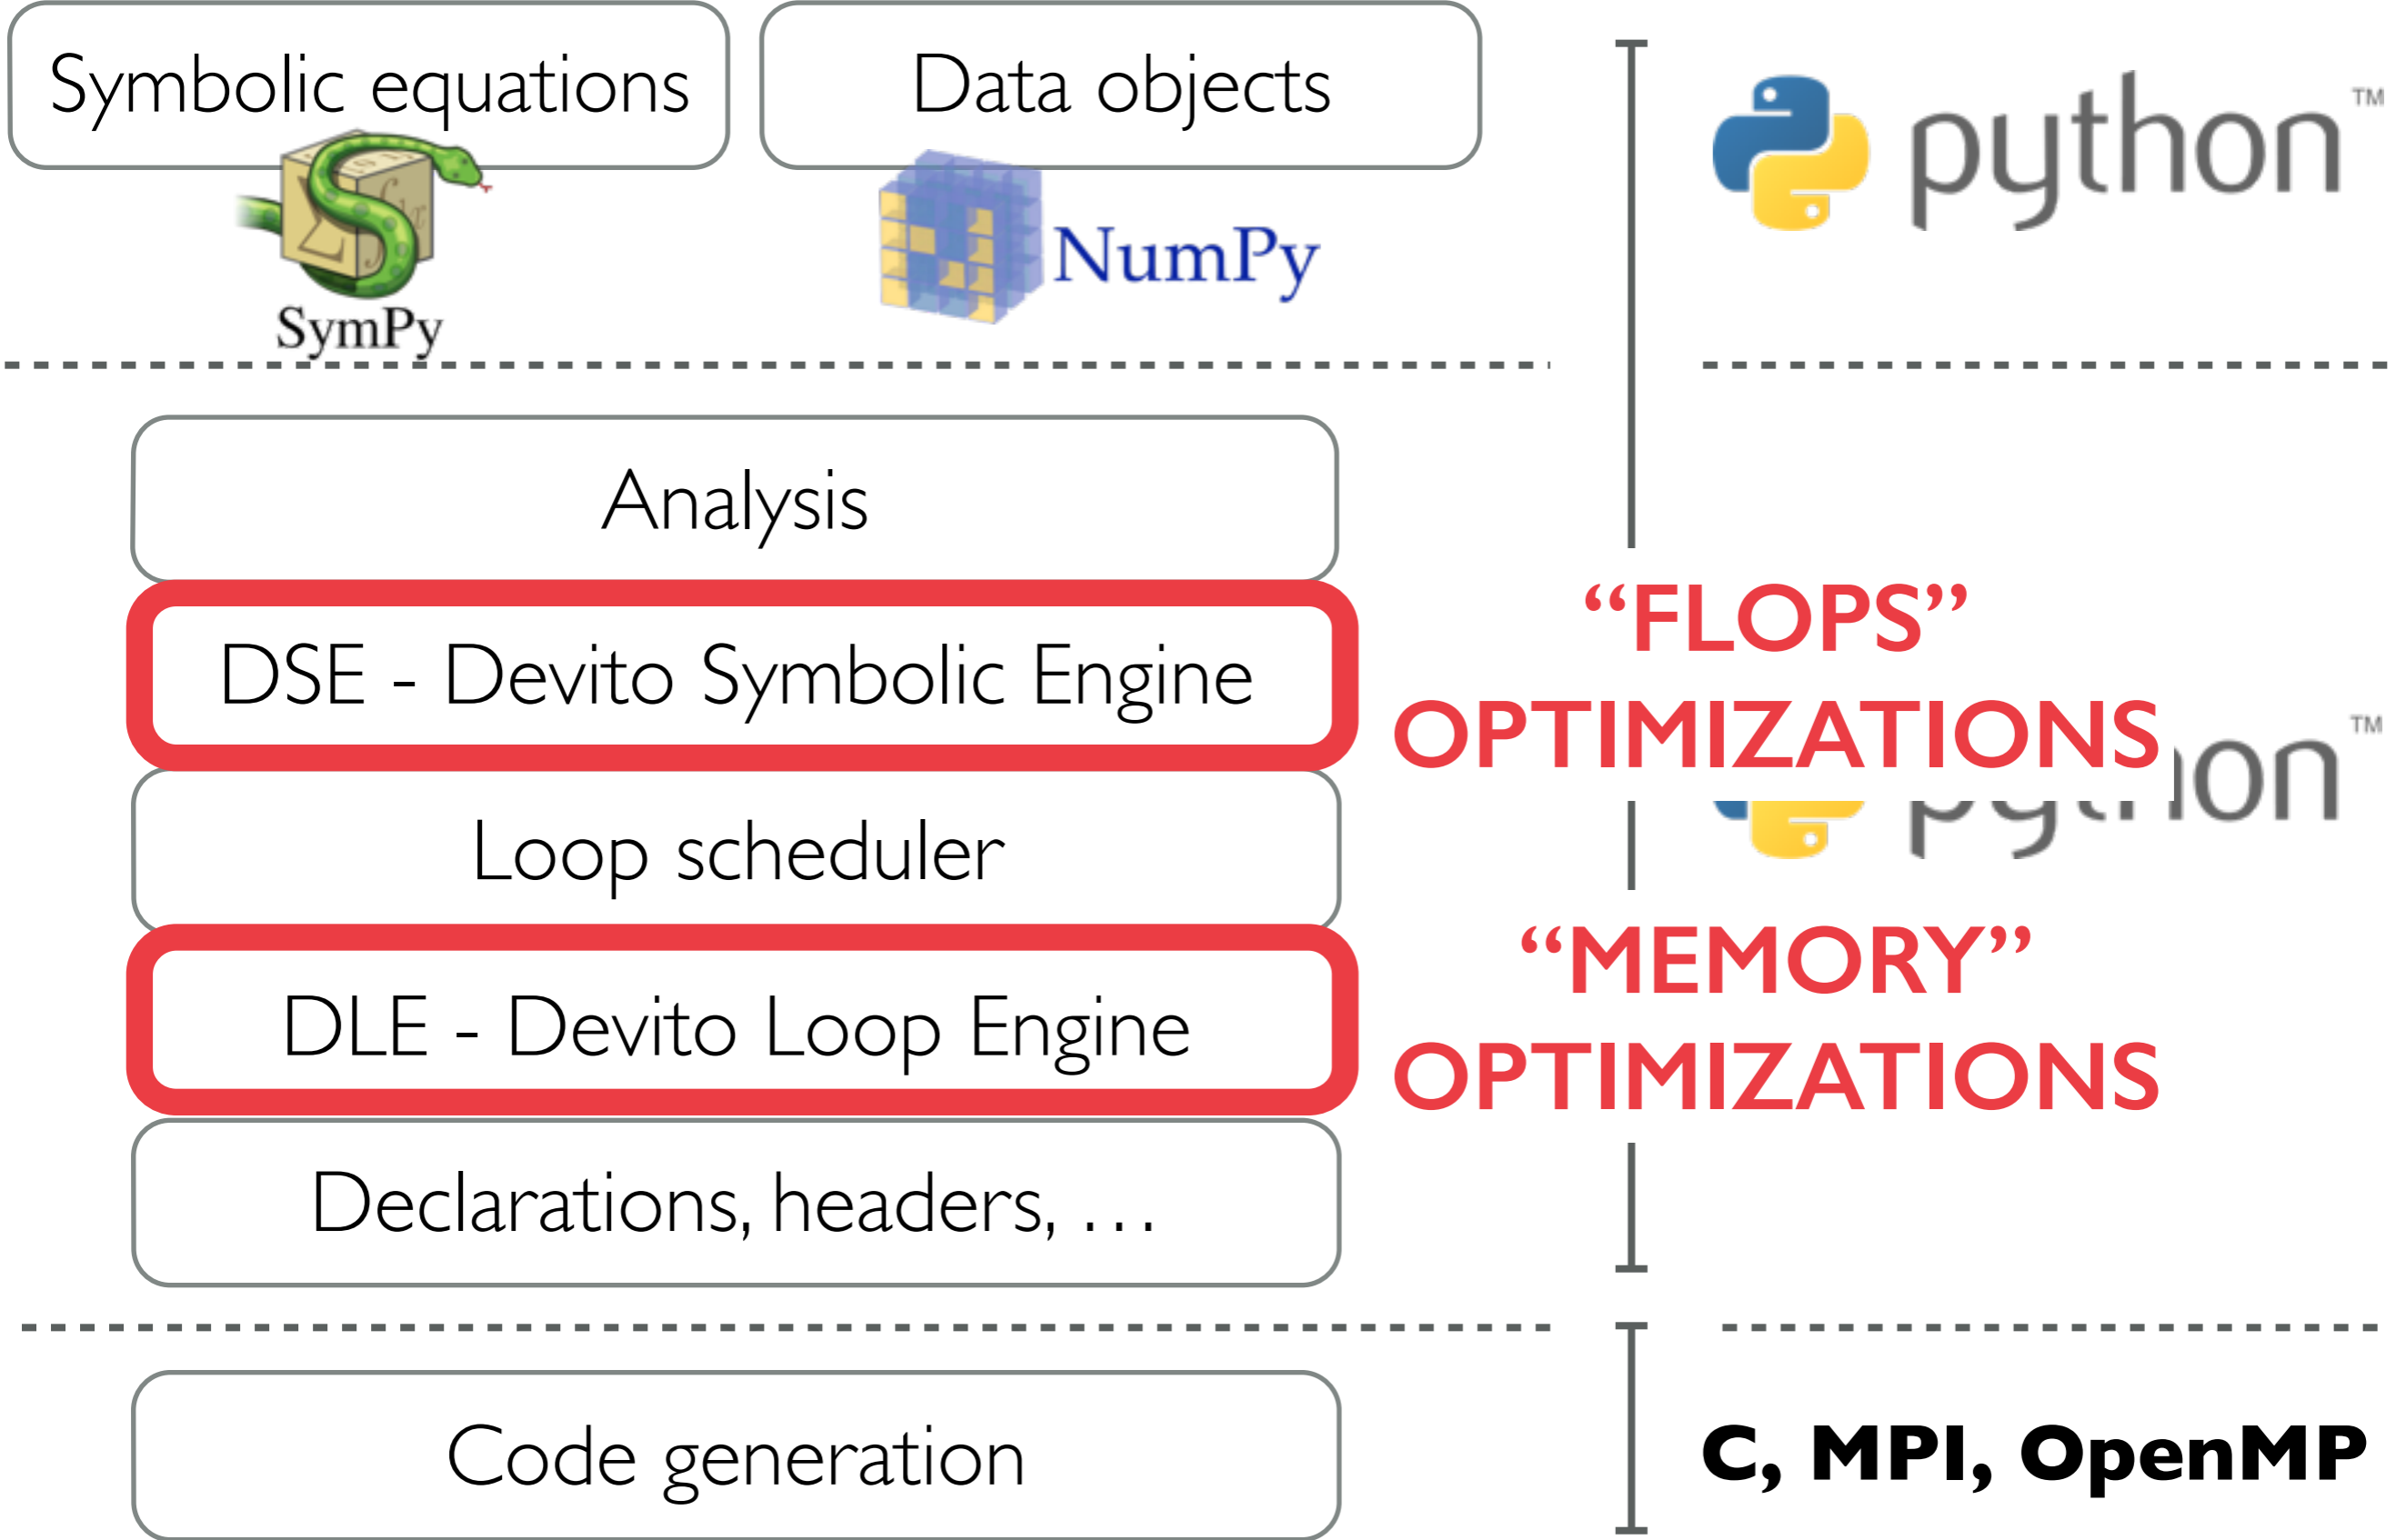 Symbolic equations
Data objects
python™
SymPy
NumPy
Analysis
DSE - Devito Symbolic Engine
“FLOPS”
OPTIMIZATIONS
™
Loop scheduler
DLE - Devito Loop Engine
“MEMORY”
OPTIMIZATIONS
Declarations, headers, …
Code generation
C, MPI, OpenMP